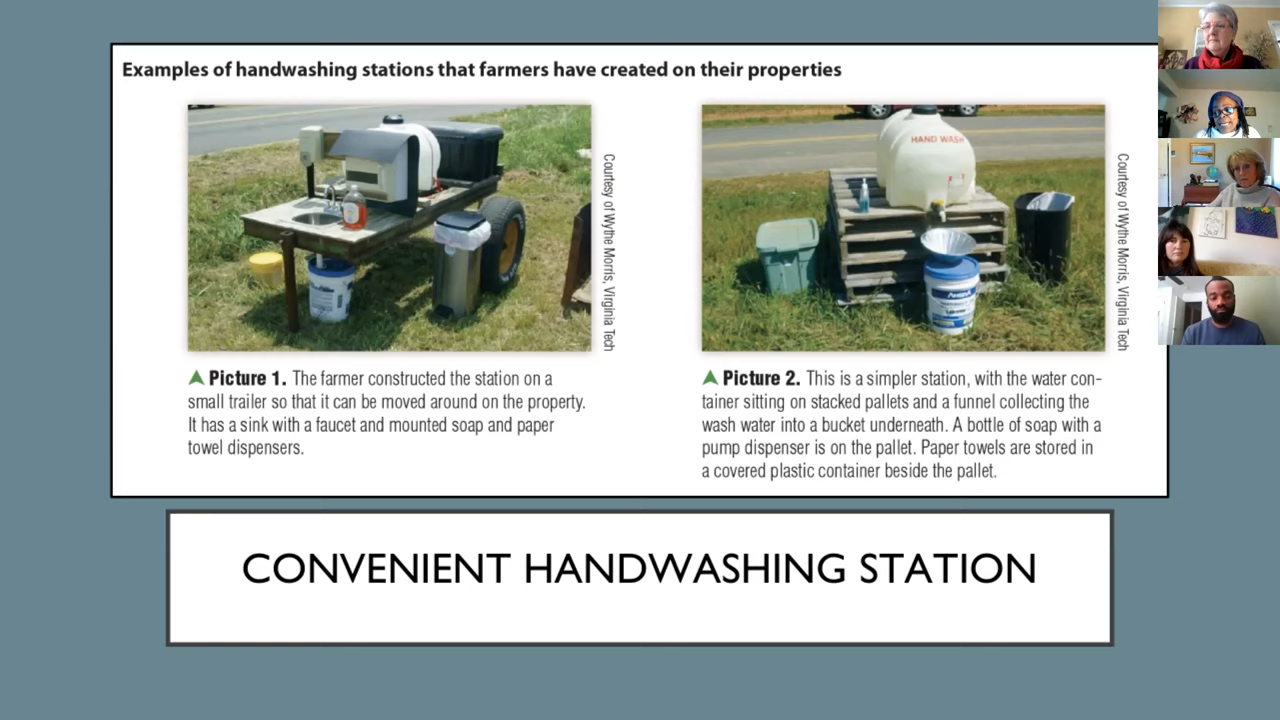 Examples of handwashing stations that farmers have created on their properties
HAND WASH
Courtesy of Wythe Morris, Virginia Tech
Courtesy of Wythe Morris, Virginia Tech
Picture 1. The farmer constructed the station on a
small trailer so that it can be moved around on the property.
It has a sink with a faucet and mounted soap and paper
towel dispensers.
Picture 2. This is a simpler station, with the water con-
tainer sitting on stacked pallets and a funnel collecting the
wash water into a bucket underneath. A bottle of soap with a
pump dispenser is on the pallet. Paper towels are stored in
a covered plastic container beside the pallet.
CONVENIENT HANDWASHING STATION